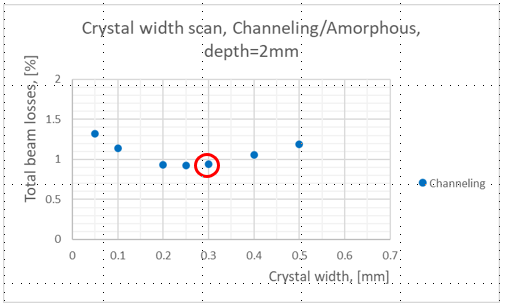 Crystal width scan, Channeling/Amorphous,
depth=2mm
Total beam losses, [%]
2
1.5
1
0.5
0
0
0.1
0.2
0.3
0.4
0.5
0.6
0.7
Crystal width, [mm]
Channeling